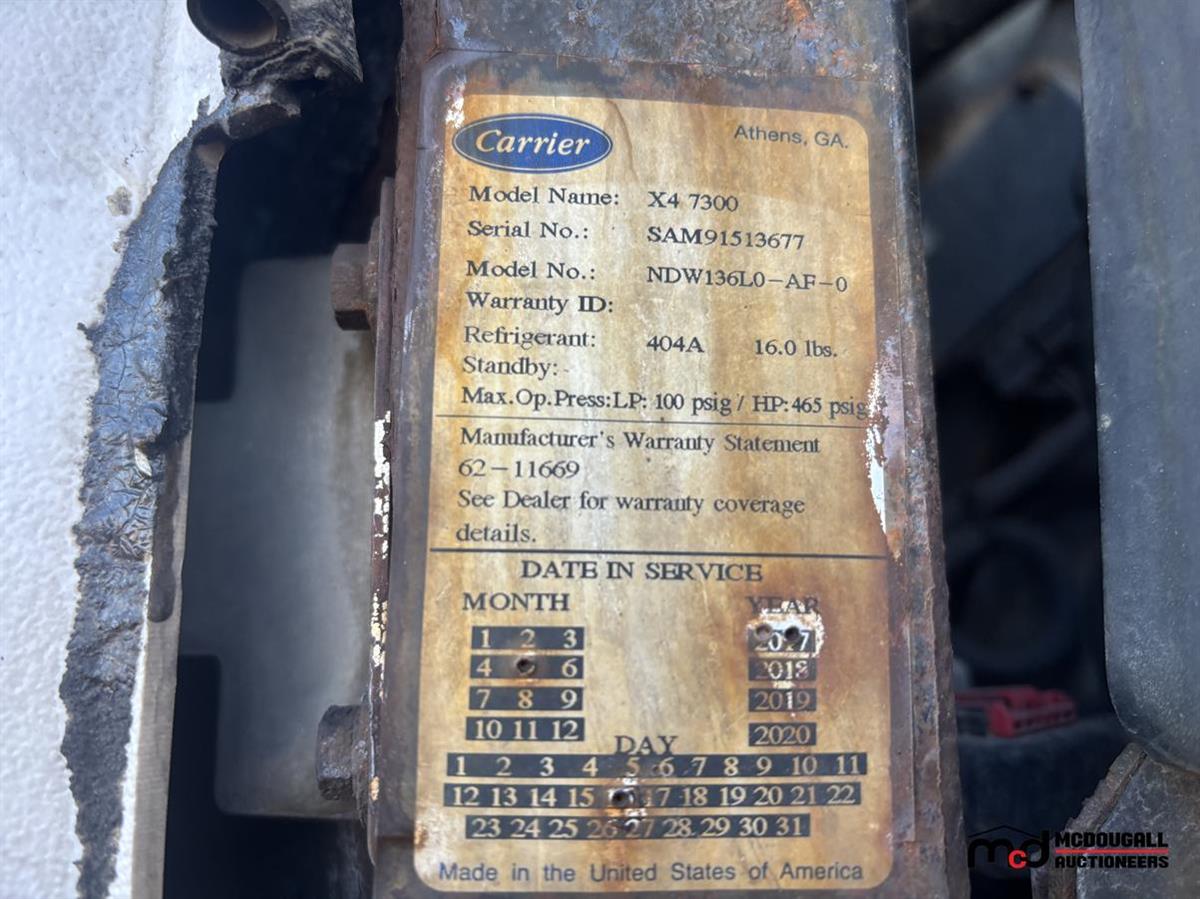 Carrier
Athens, GA.
Model Name: X4 7300
Serial No.: SAM91513677
Model No.: NDW136L0-AF-0
Warranty ID:
Refrigerant: 404A 16.0 lbs.
Standby:-
Max.Op.Press:LP: 100 psig / HP: 465 psig
Manufacturer's Warranty Statement
62-11669
See Dealer for warranty coverage
details.
DATE IN SERVICE
MONTH YEAR
1 2 3 2017
4 6 2018
7 8 9 2019
10 11 12 2020
DAY
1 2 3 4 5 6 7 8 9 10 11
12 13 14 15 17 18 19 20 21 22
23 24 25 26 27 28 29 30 31
Made in the United States of America
mcd MCDOUGALL
AUCTIONEERS